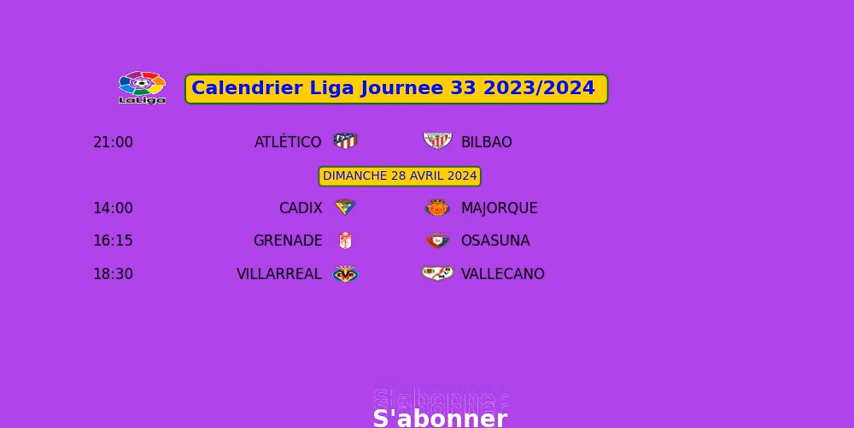 LaLiga
Calendrier Liga Journee 33 2023/2024
21:00 ATLÉTICO BILBAO
DIMANCHE 28 AVRIL 2024
14:00 CADIX MAJORQUE
16:15 GRENADE OSASUNA
18:30 VILLARREAL VALLECANO
S'abonner